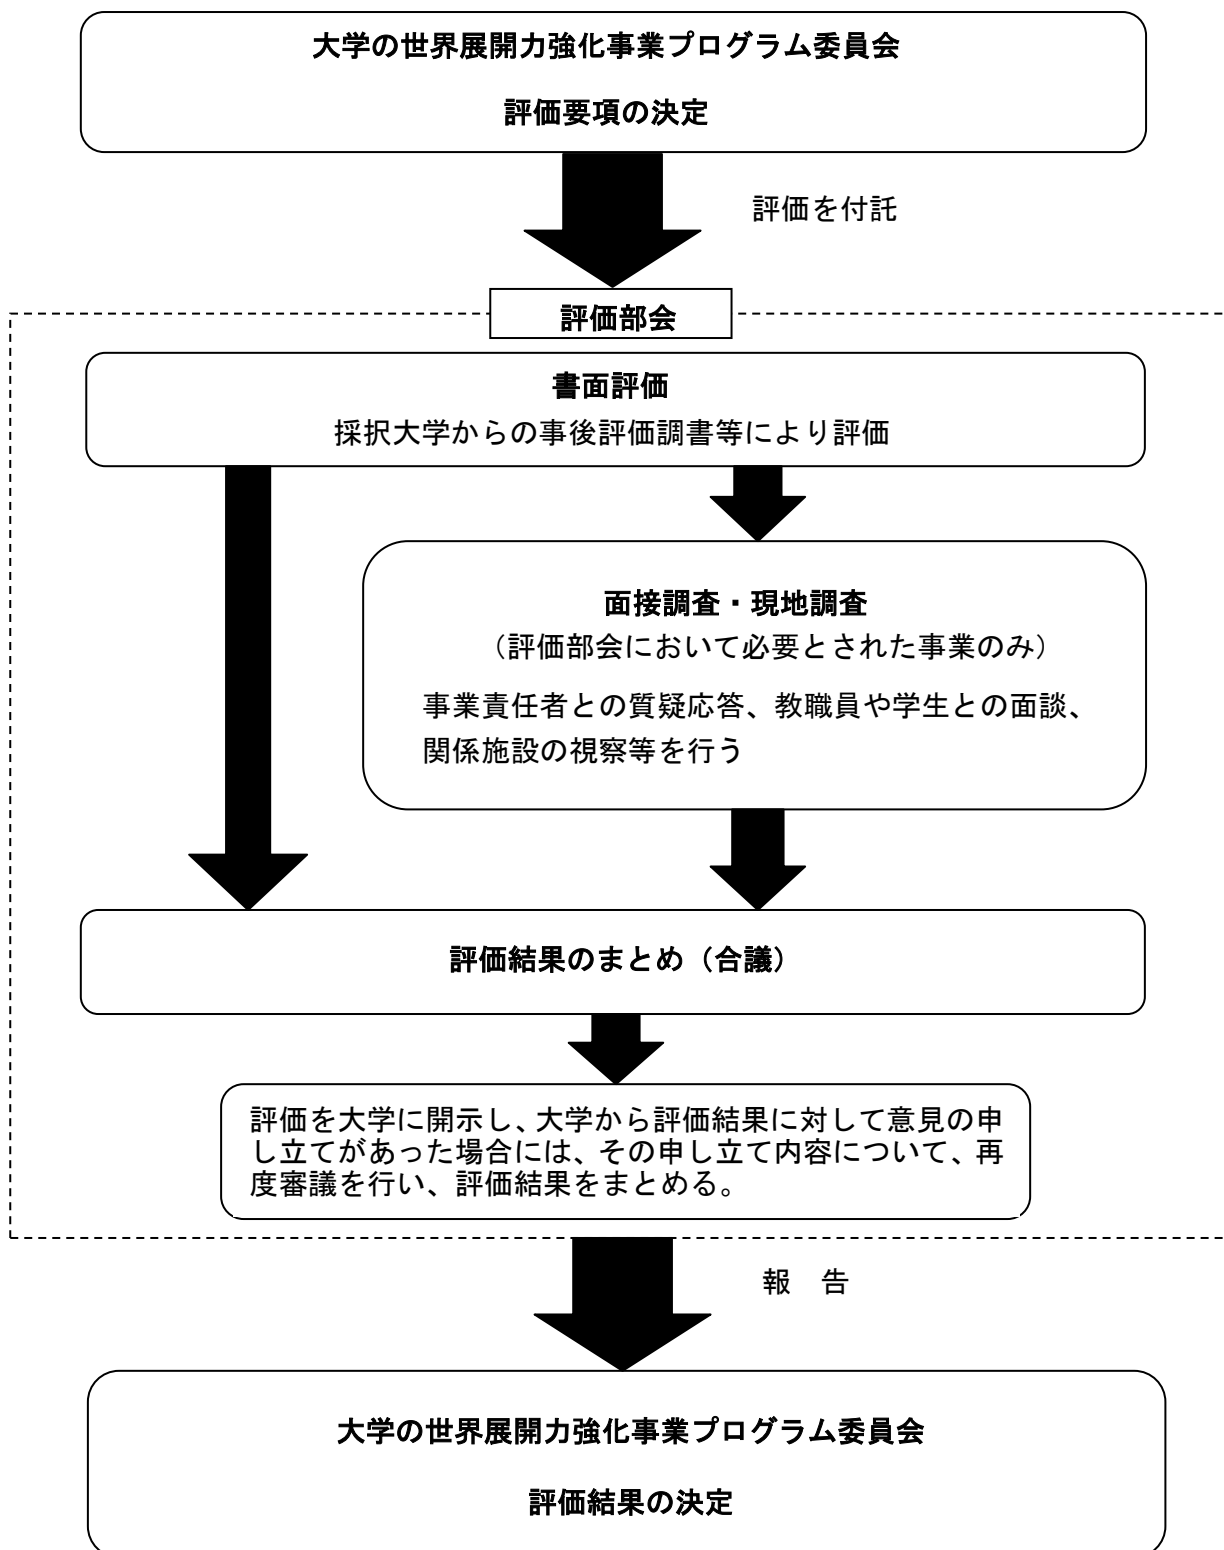 大学の世界展開力強化事業プログラム委員会
評価要項の決定
評価を付託
評価部会
書面評価
採択大学からの事後評価調書等により評価
面接調査・現地調査
（評価部会において必要とされた事業のみ）
事業責任者との質疑応答、教職員や学生との面談、
関係施設の視察等を行う
評価結果のまとめ（合議）
評価を大学に開示し、大学から評価結果に対して意見の申
し立てがあった場合には、その申し立て内容について、再
度審議を行い、評価結果をまとめる。
報　告
大学の世界展開力強化事業プログラム委員会
評価結果の決定